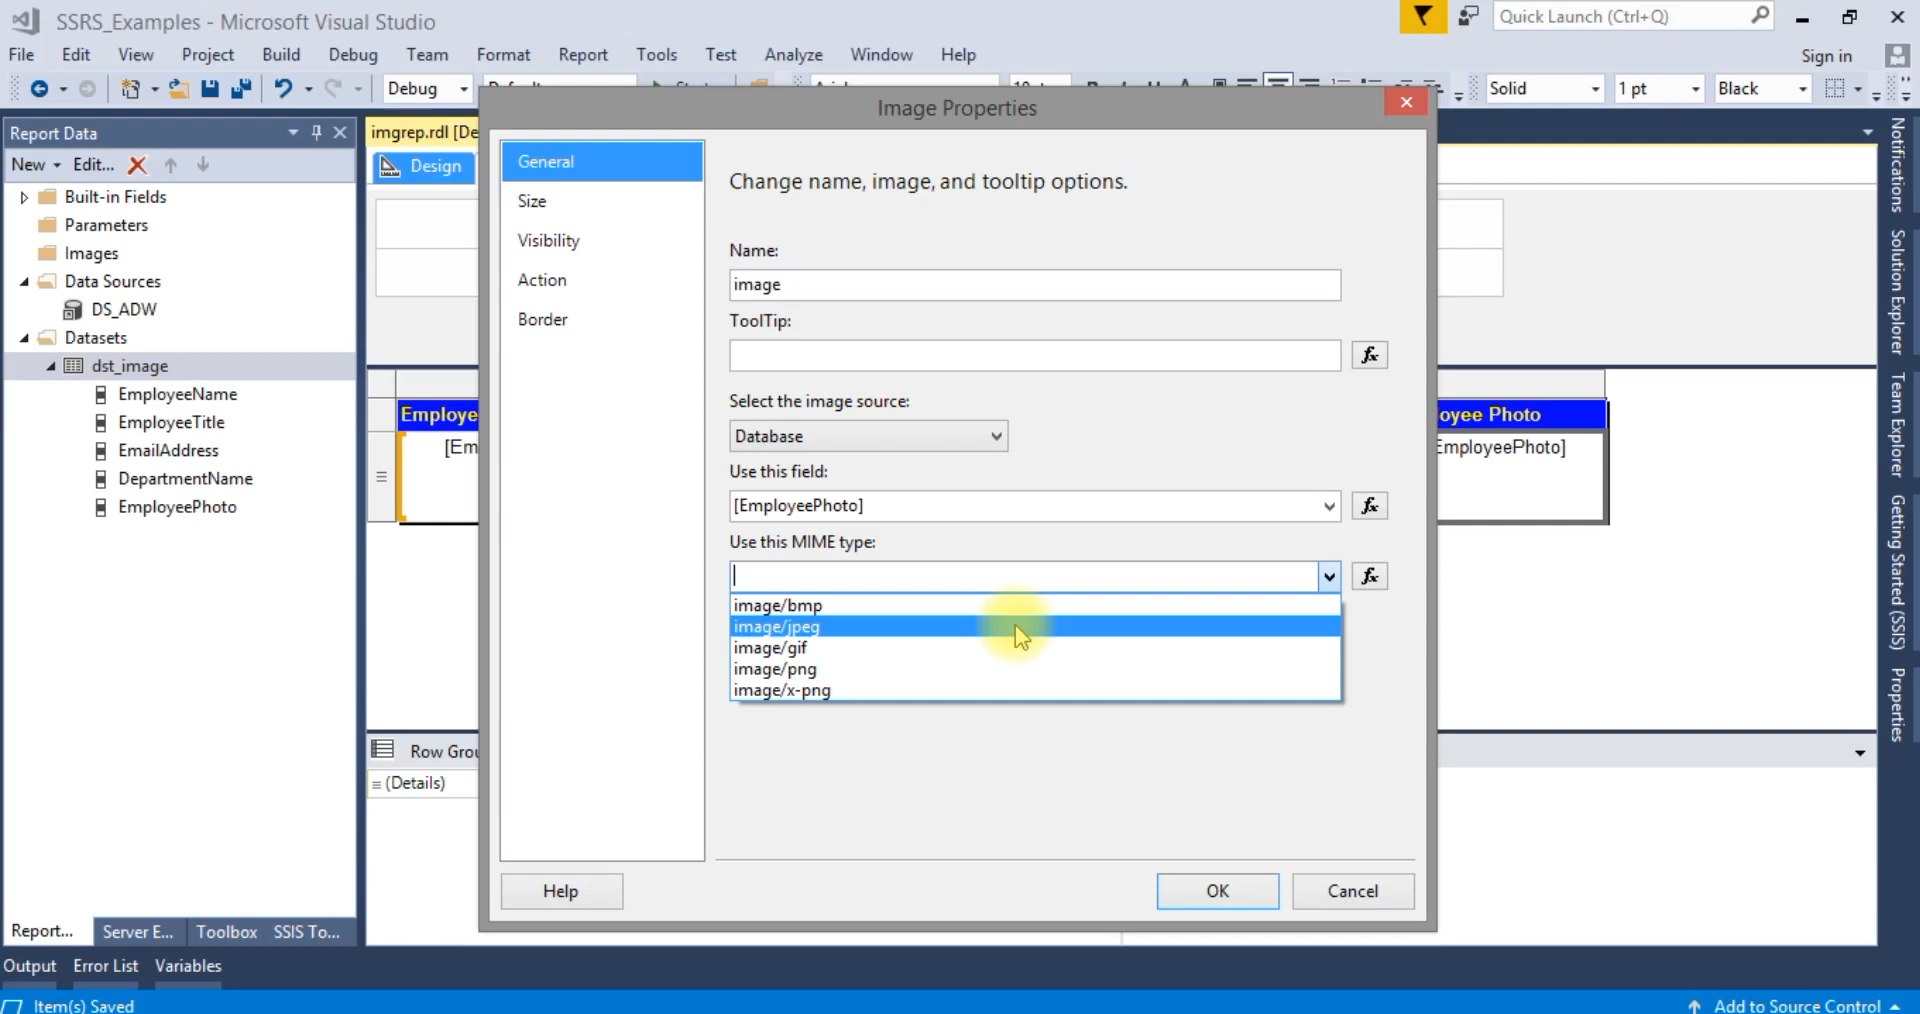 SSRS_Examples - Microsoft Visual Studio
Quick Launch (Ctrl+Q)
File Edit View Project Build Debug Team Format Report Tools Test Analyze Window Help
Sign in
Debug
Solid
1 pt
Black
Report Data
New Edit...
Built-in Fields
Parameters
Images
Data Sources
DS_ADW
Datasets
dst_image
EmployeeName
EmployeeTitle
EmailAddress
DepartmentName
EmployeePhoto
Report... Server E... Toolbox SSIS To...
imgrep.rdl [De
Design
Employe
[Em
oyee Photo
EmployeePhoto]
Row Grou
(Details)
Image Properties
General
Size
Visibility
Action
Border
Change name, image, and tooltip options.
Name:
image
ToolTip:
fx
Select the image source:
Database
Use this field:
[EmployeePhoto]
fx
Use this MIME type:
fx
image/bmp
image/jpeg
image/gif
image/png
image/x-png
Help
OK
Cancel
Notifications
Solution Explorer
Team Explorer
Getting Started (SSIS)
Properties
Output Error List Variables
Item(s) Saved
Add to Source Control